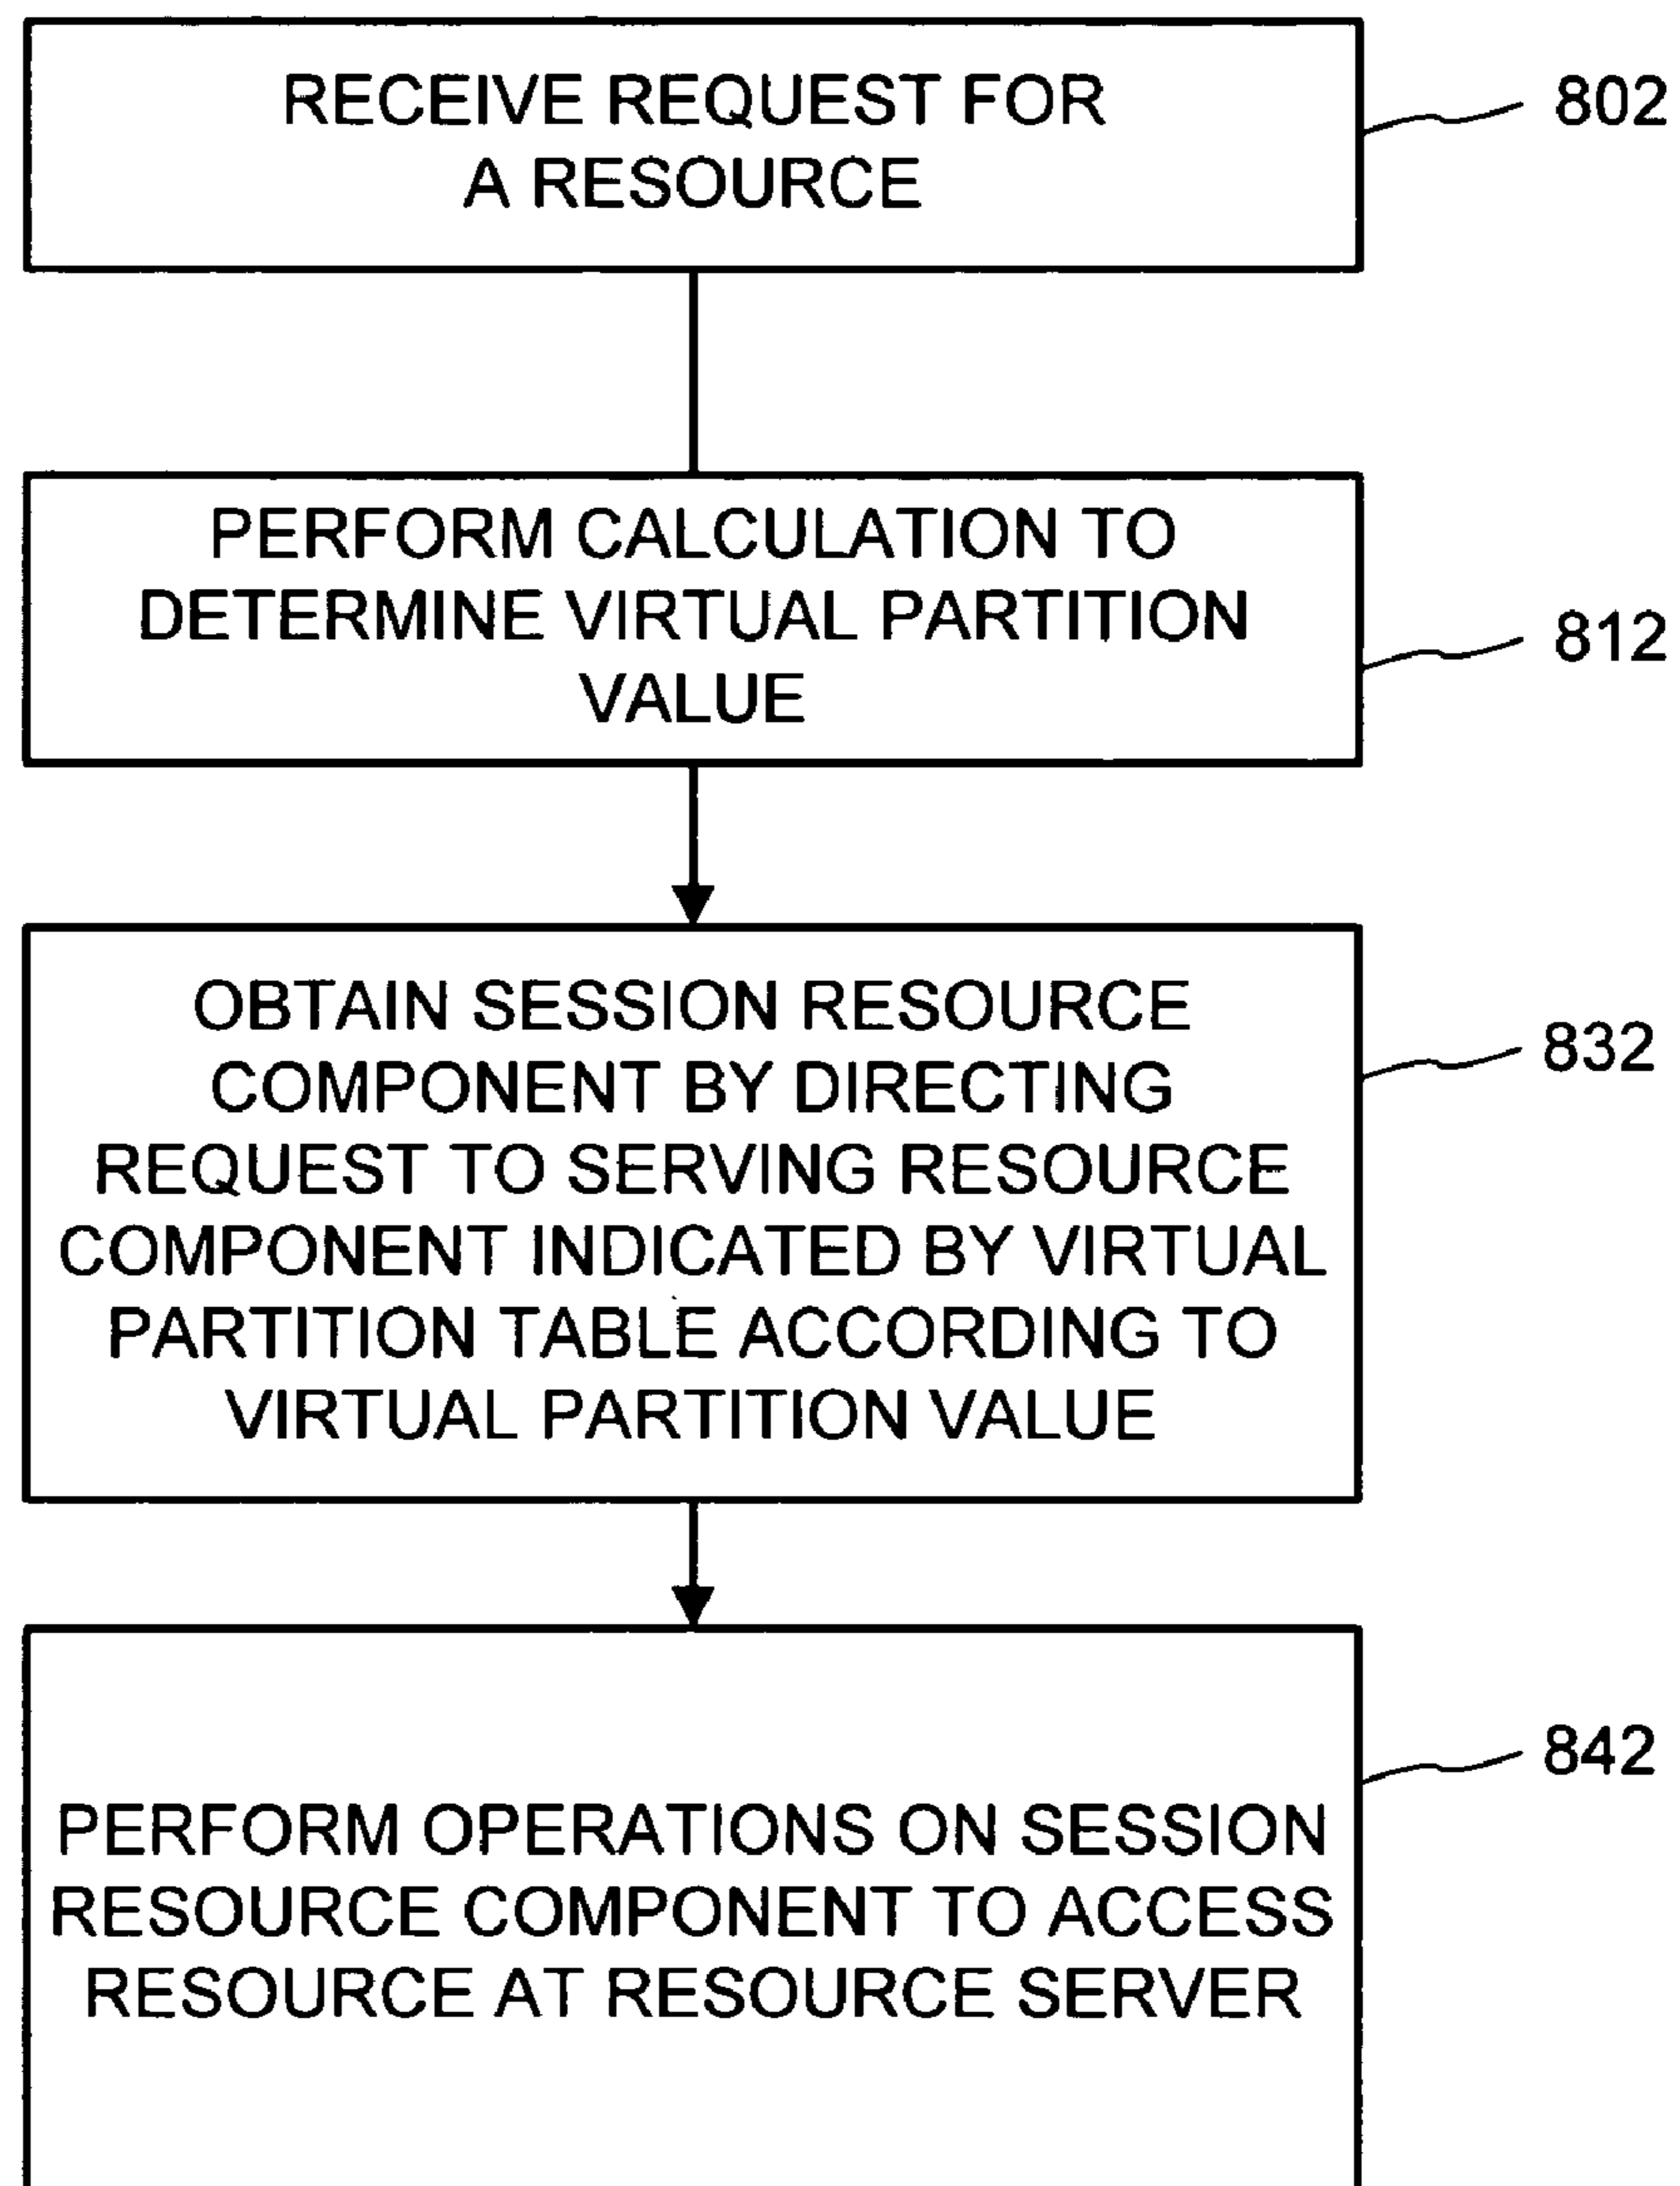 RECEIVE REQUEST FOR
A RESOURCE
802
PERFORM CALCULATION TO
DETERMINE VIRTUAL PARTITION
VALUE
812
OBTAIN SESSION RESOURCE
COMPONENT BY DIRECTING
REQUEST TO SERVING RESOURCE
COMPONENT INDICATED BY VIRTUAL
PARTITION TABLE ACCORDING TO
VIRTUAL PARTITION VALUE
832
PERFORM OPERATIONS ON SESSION
RESOURCE COMPONENT TO ACCESS
RESOURCE AT RESOURCE SERVER
842